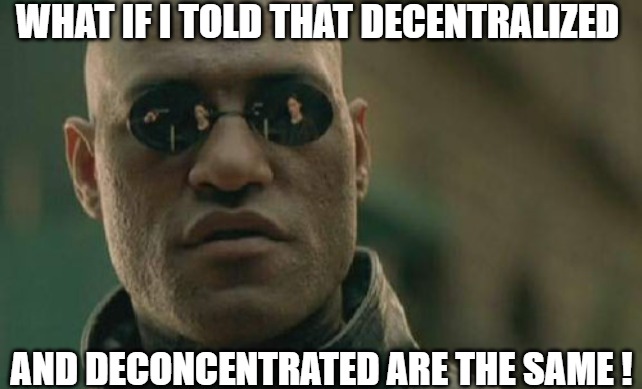 WHAT IF I TOLD THAT DECENTRALIZED
AND DECONCENTRATED ARE THE SAME !